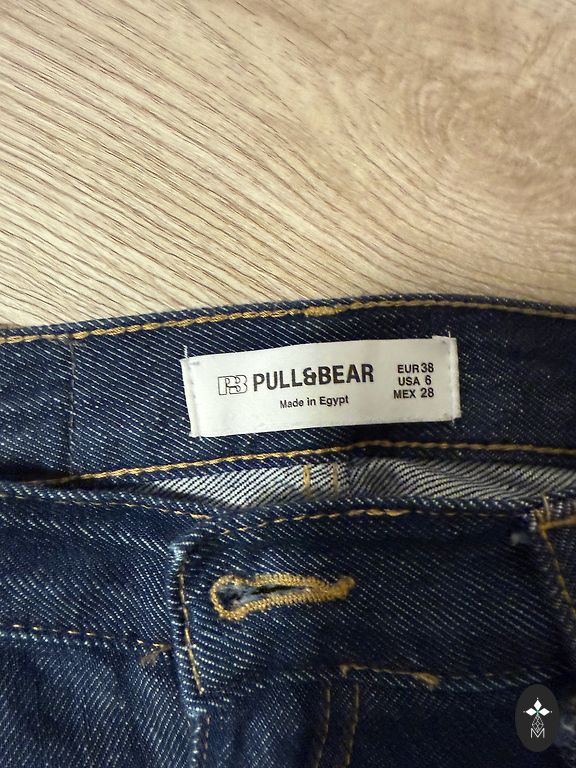 PB PULL&BEAR
Made in Egypt
EUR 38
USA 6
MEX 28
M